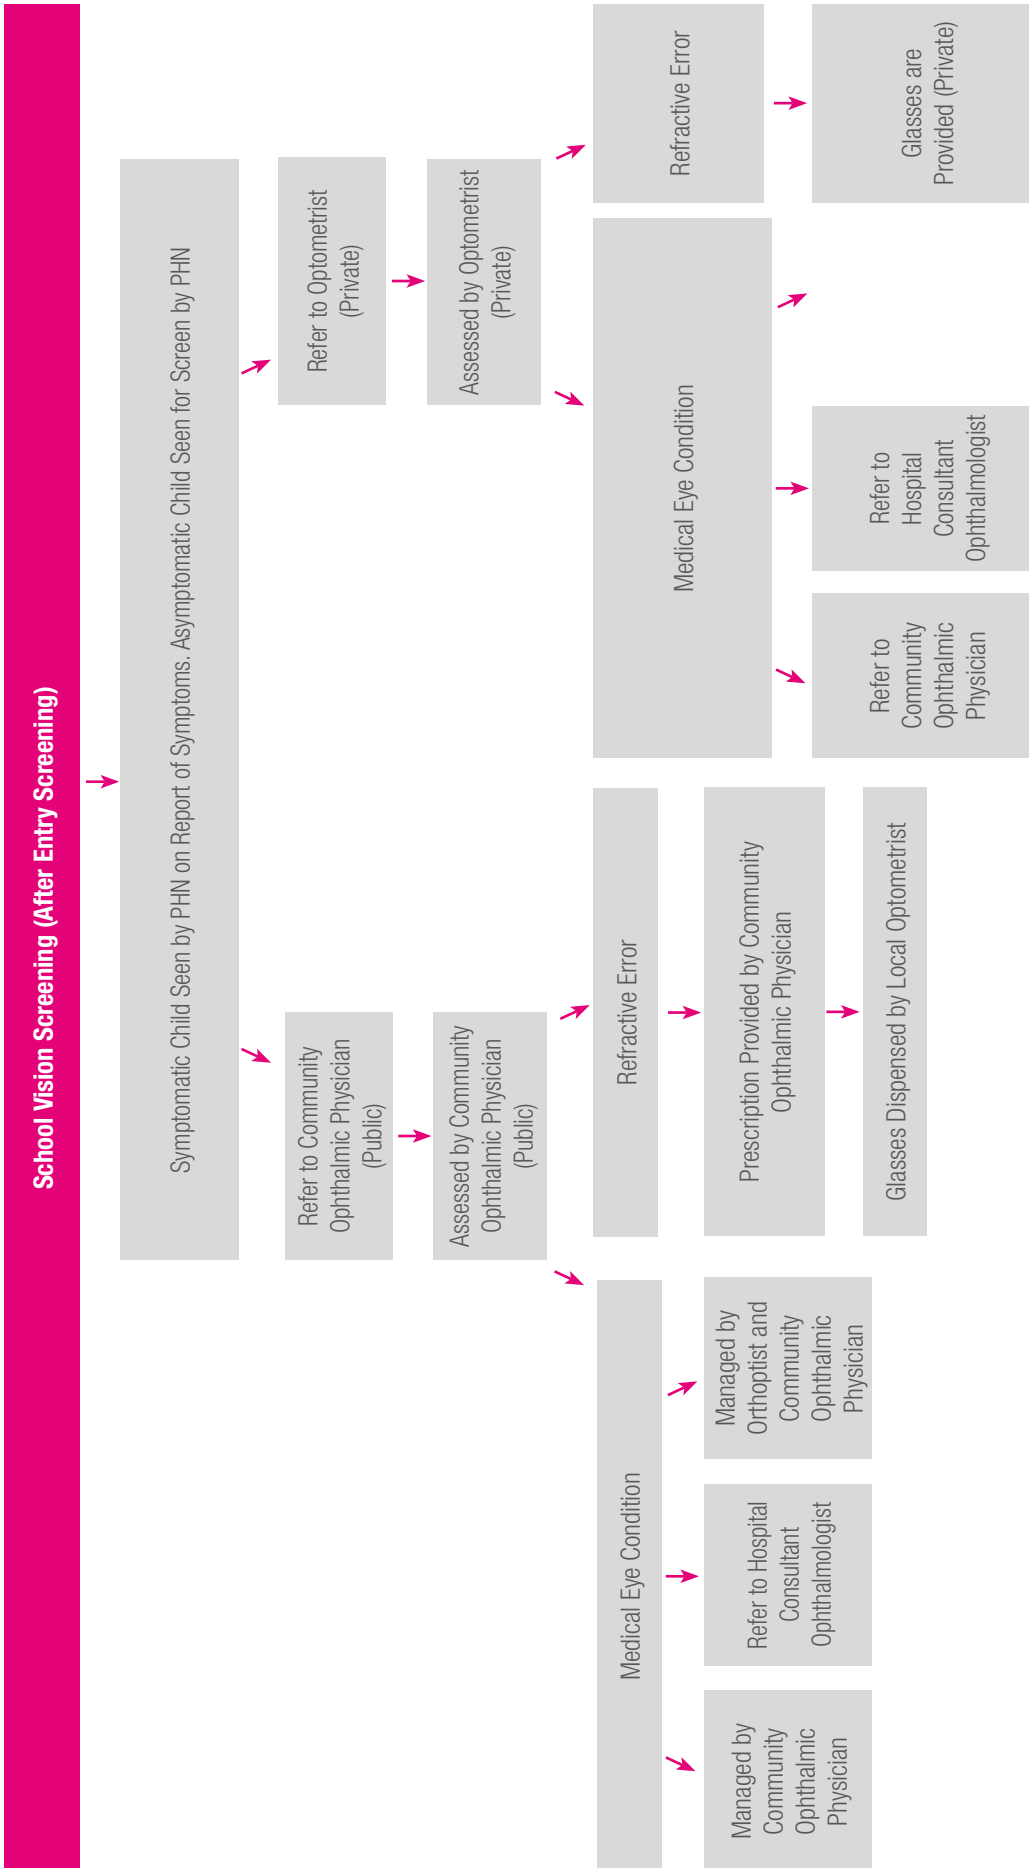 School Vision Screening (After Entry Screening)
Symptomatic Child Seen by PHN on Report of Symptoms. Asymptomatic Child Seen for Screen by PHN
Refer to Community
Ophthalmic Physician
(Public)
Refer to Optometrist
(Private)
Assessed by Community
Ophthalmic Physician
(Public)
Assessed by Optometrist
(Private)
Medical Eye Condition
Refractive Error
Medical Eye Condition
Refractive Error
Managed by
Community
Ophthalmic
Physician
Refer to Hospital
Consultant
Ophthalmologist
Managed by
Orthoptist and
Community
Ophthalmic
Physician
Prescription Provided by Community
Ophthalmic Physician
Glasses Dispensed by Local Optometrist
Refer to
Community
Ophthalmic
Physician
Refer to
Hospital
Consultant
Ophthalmologist
Glasses are
Provided (Private)